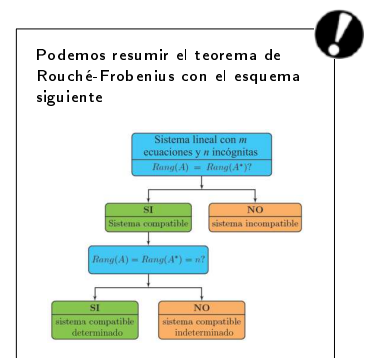 Podemos resumir el teorema de
Rouché-Frobenius con el esquema
siguiente
Sistema lineal con m
ecuaciones y n incógnitas
Rang(A) = Rang(A*)?
SI
Sistema compatible
NO
sistema incompatible
Rang(A) = Rang(A*) = n?
SI
sistema compatible
determinado
NO
sistema compatible
indeterminado